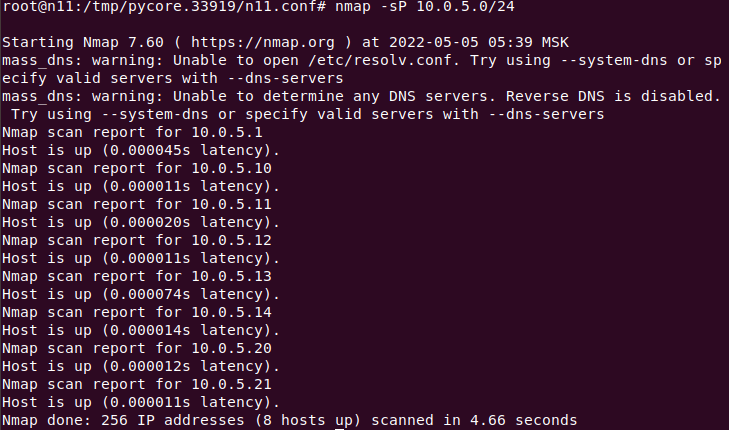 root@n11:/tmp/pycore.33919/n11.conf# nmap -sP 10.0.5.0/24

Starting Nmap 7.60 ( https://nmap.org ) at 2022-05-05 05:39 MSK
mass_dns: warning: Unable to open /etc/resolv.conf. Try using --system-dns or sp
ecify valid servers with --dns-servers
mass_dns: warning: Unable to determine any DNS servers. Reverse DNS is disabled.
 Try using --system-dns or specify valid servers with --dns-servers
Nmap scan report for 10.0.5.1
Host is up (0.000045s latency).
Nmap scan report for 10.0.5.10
Host is up (0.000011s latency).
Nmap scan report for 10.0.5.11
Host is up (0.000020s latency).
Nmap scan report for 10.0.5.12
Host is up (0.000011s latency).
Nmap scan report for 10.0.5.13
Host is up (0.000074s latency).
Nmap scan report for 10.0.5.14
Host is up (0.000014s latency).
Nmap scan report for 10.0.5.20
Host is up (0.000012s latency).
Nmap scan report for 10.0.5.21
Host is up (0.000011s latency).
Nmap done: 256 IP addresses (8 hosts up) scanned in 4.66 seconds